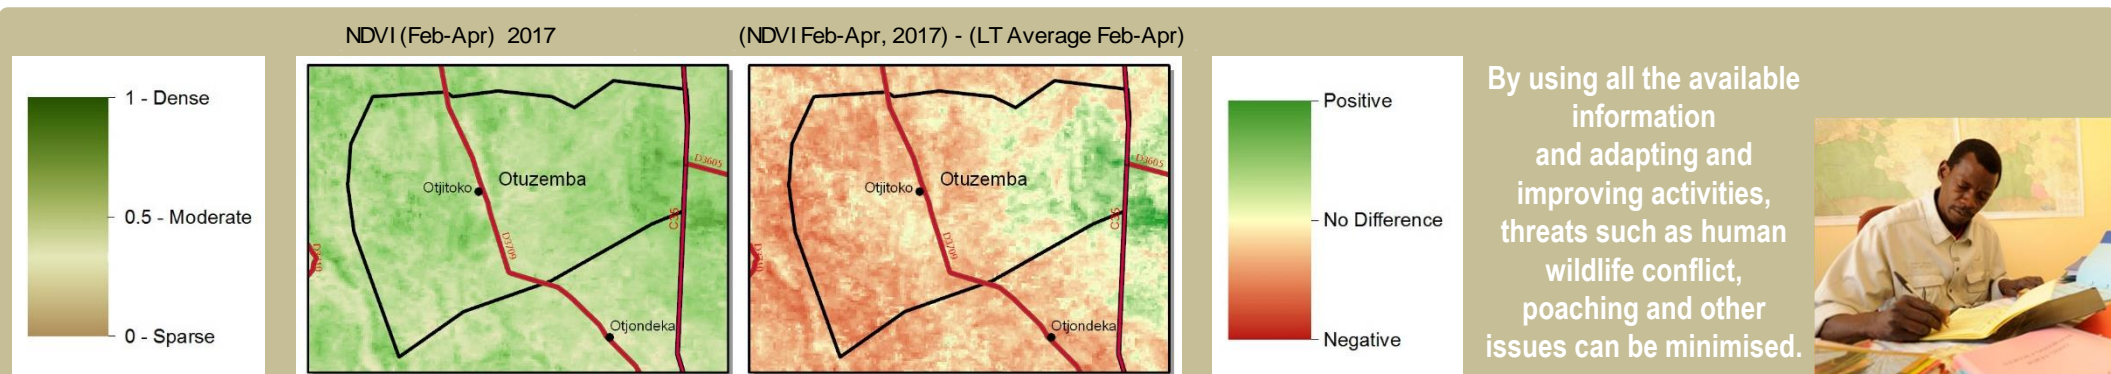 NDVI (Feb-Apr) 2017
(NDVI Feb-Apr, 2017) - (LT Average Feb-Apr)
1 - Dense
0.5 - Moderate
0 - Sparse
Otjitoko
Otuzemba
D3605
D3709
Otjondeka
Otjitoko
Otuzemba
D3605
D3709
Otjondeka
Positive
No Difference
Negative
By using all the available
information
and adapting and
improving activities,
threats such as human
wildlife conflict,
poaching and other
issues can be minimised.